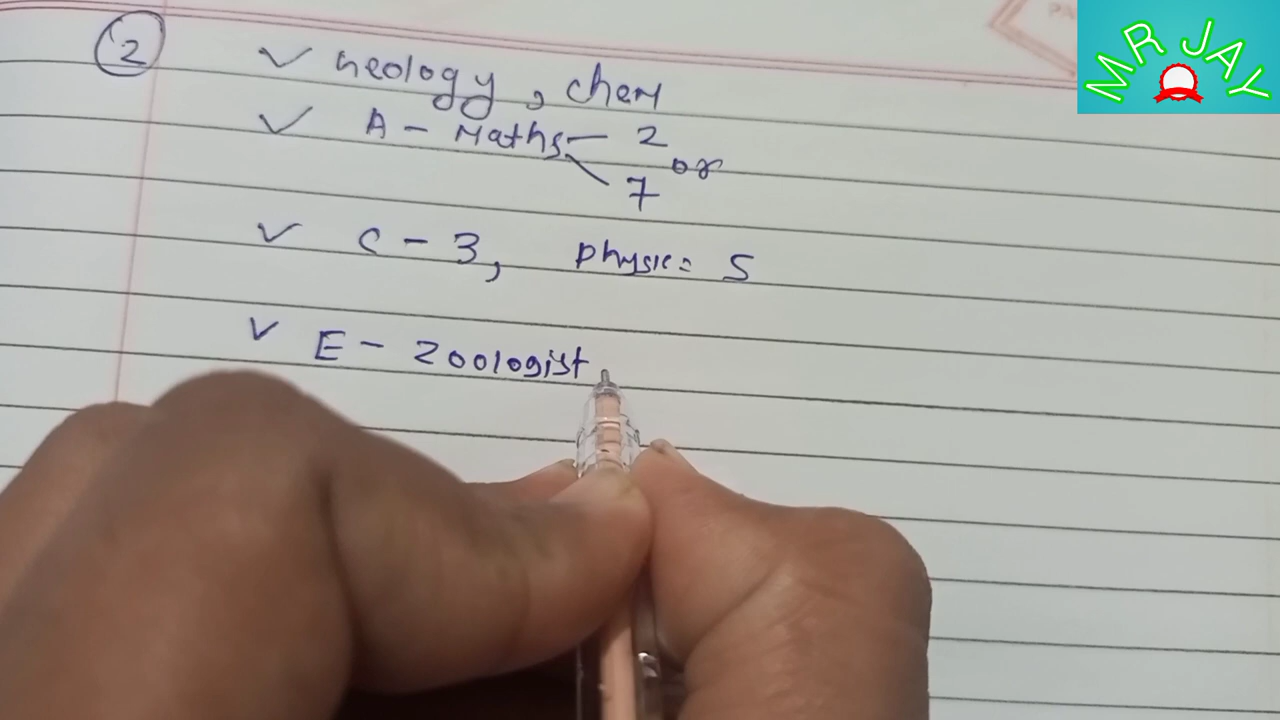 MR JAY
2 ✓ Geology, chem
✓ A - Maths - 2
or
7
✓ C - 3, Physic = 5
✓ E - Zoologist